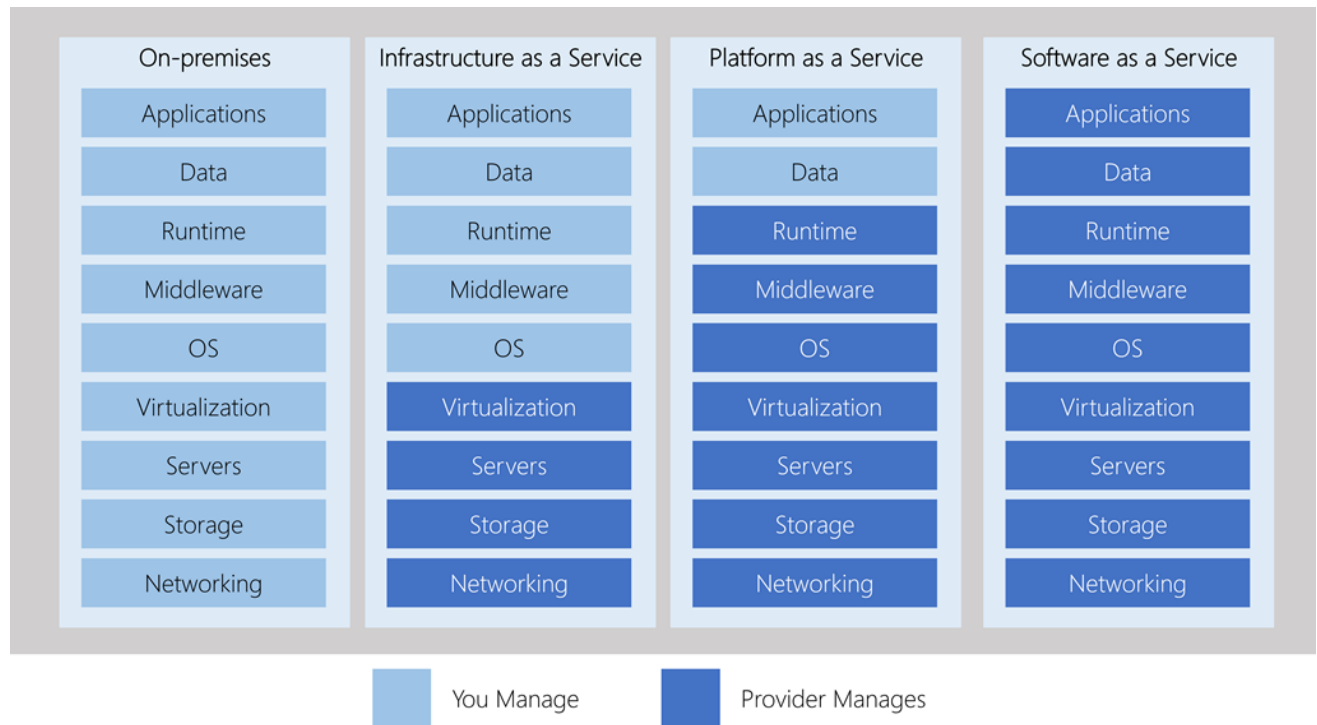 On-premises
Applications
Data
Runtime
Middleware
OS
Virtualization
Servers
Storage
Networking
Infrastructure as a Service
Applications
Data
Runtime
Middleware
OS
Virtualization
Servers
Storage
Networking
Platform as a Service
Applications
Data
Runtime
Middleware
OS
Virtualization
Servers
Storage
Networking
Software as a Service
Applications
Data
Runtime
Middleware
OS
Virtualization
Servers
Storage
Networking
You Manage
Provider Manages